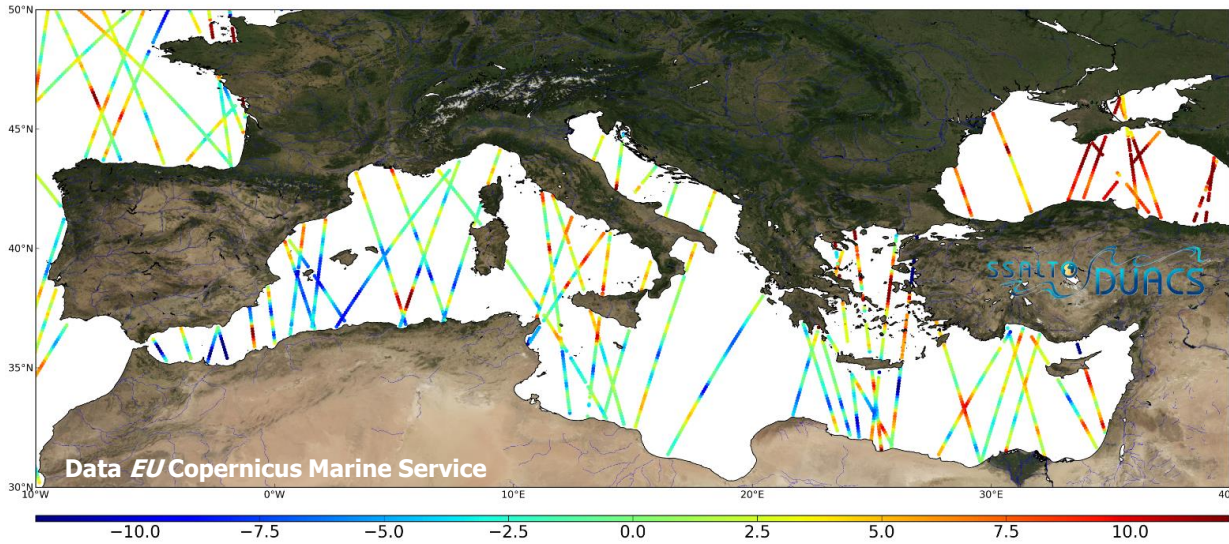 50°N
45°N
40°N
35°N
30°N
SSALTO
DUACS
Data EU Copernicus Marine Service
10°W 0°W 10°E 20°E 30°E 40
−10.0 −7.5 −5.0 −2.5 0.0 2.5 5.0 7.5 10.0